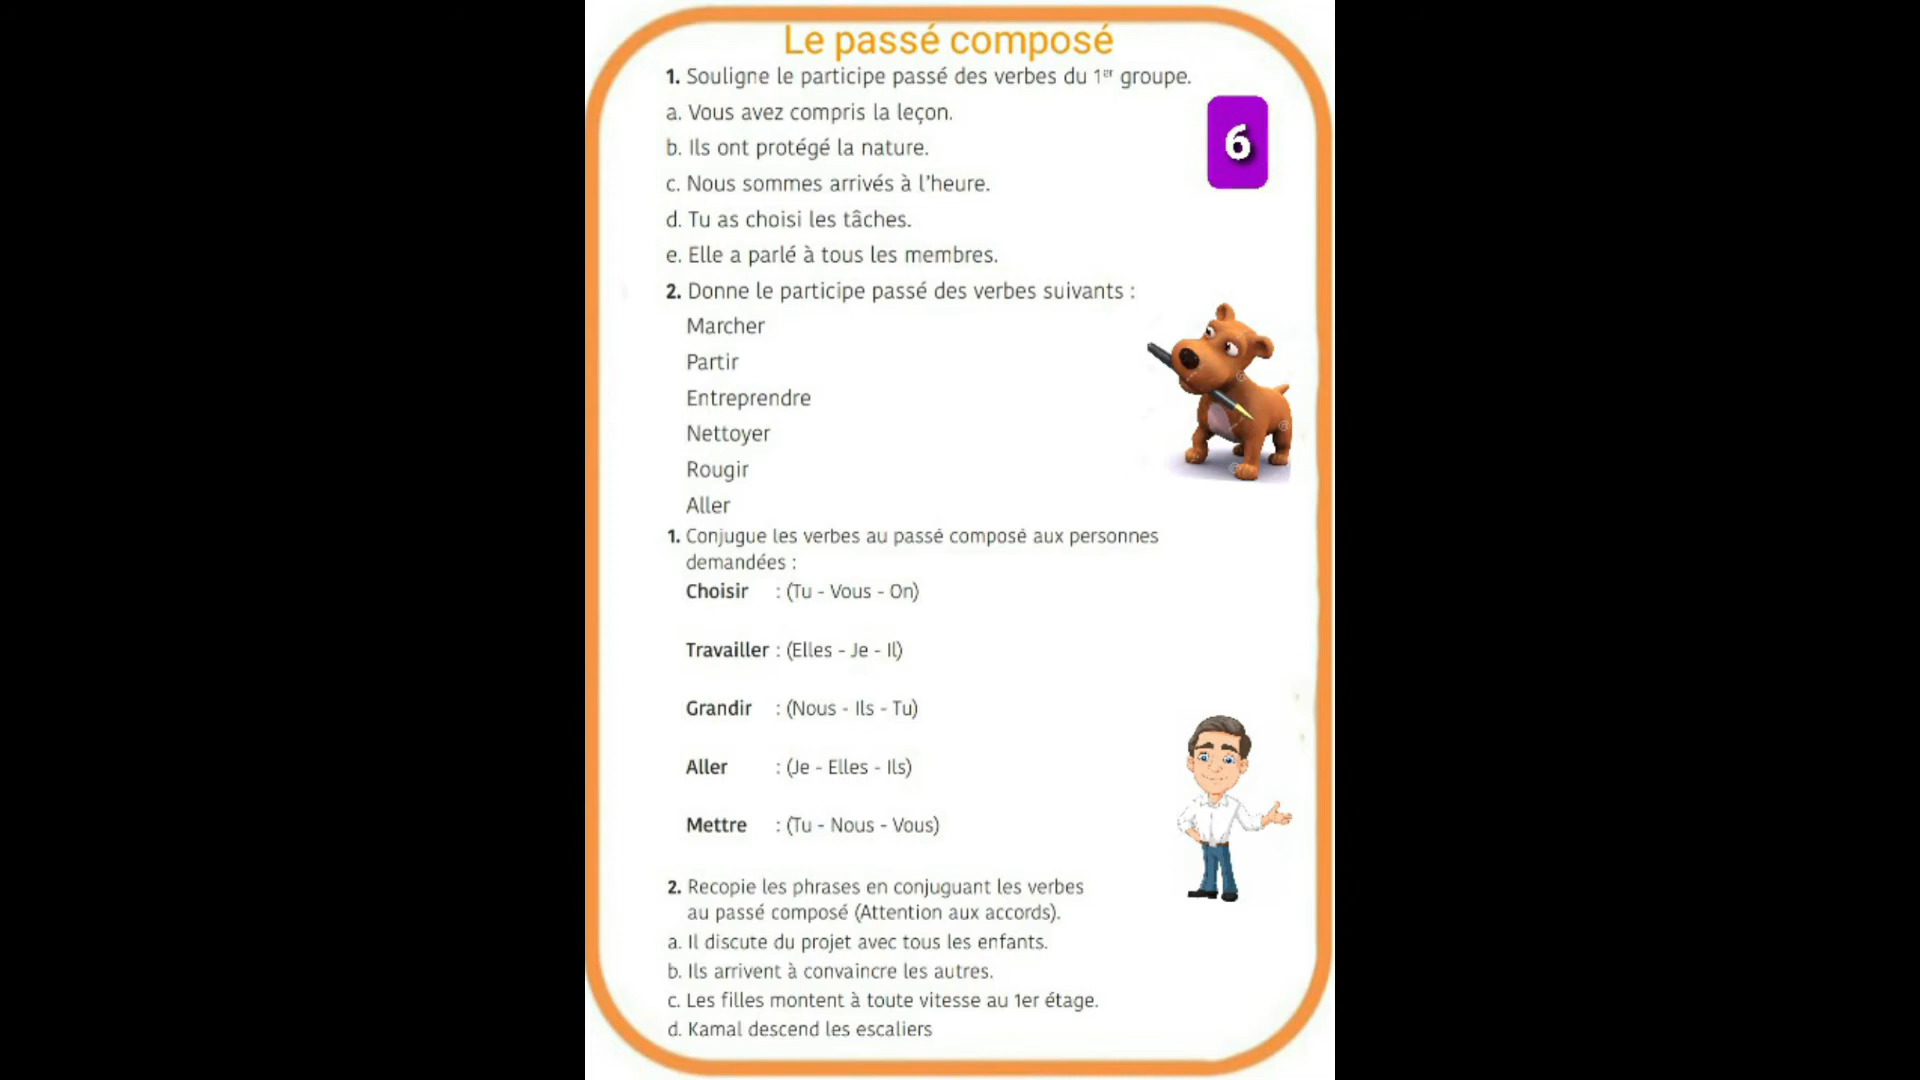 Le passé composé
1. Souligne le participe passé des verbes du 1er groupe.
a. Vous avez compris la leçon.
6
b. Ils ont protégé la nature.
c. Nous sommes arrivés à l'heure.
d. Tu as choisi les tâches.
e. Elle a parlé à tous les membres.
2. Donne le participe passé des verbes suivants :
Marcher
Partir
Entreprendre
Nettoyer
Rougir
Aller
1. Conjugue les verbes au passé composé aux personnes
demandées :
Choisir : (Tu - Vous - On)
Travailler : (Elles - Je - Il)
Grandir : (Nous - Ils - Tu)
Aller : (Je - Elles - Ils)
Mettre : (Tu - Nous - Vous)
2. Recopie les phrases en conjuguant les verbes
au passé composé (Attention aux accords).
a. Il discute du projet avec tous les enfants.
b. Ils arrivent à convaincre les autres.
c. Les filles montent à toute vitesse au 1er étage.
d. Kamal descend les escaliers